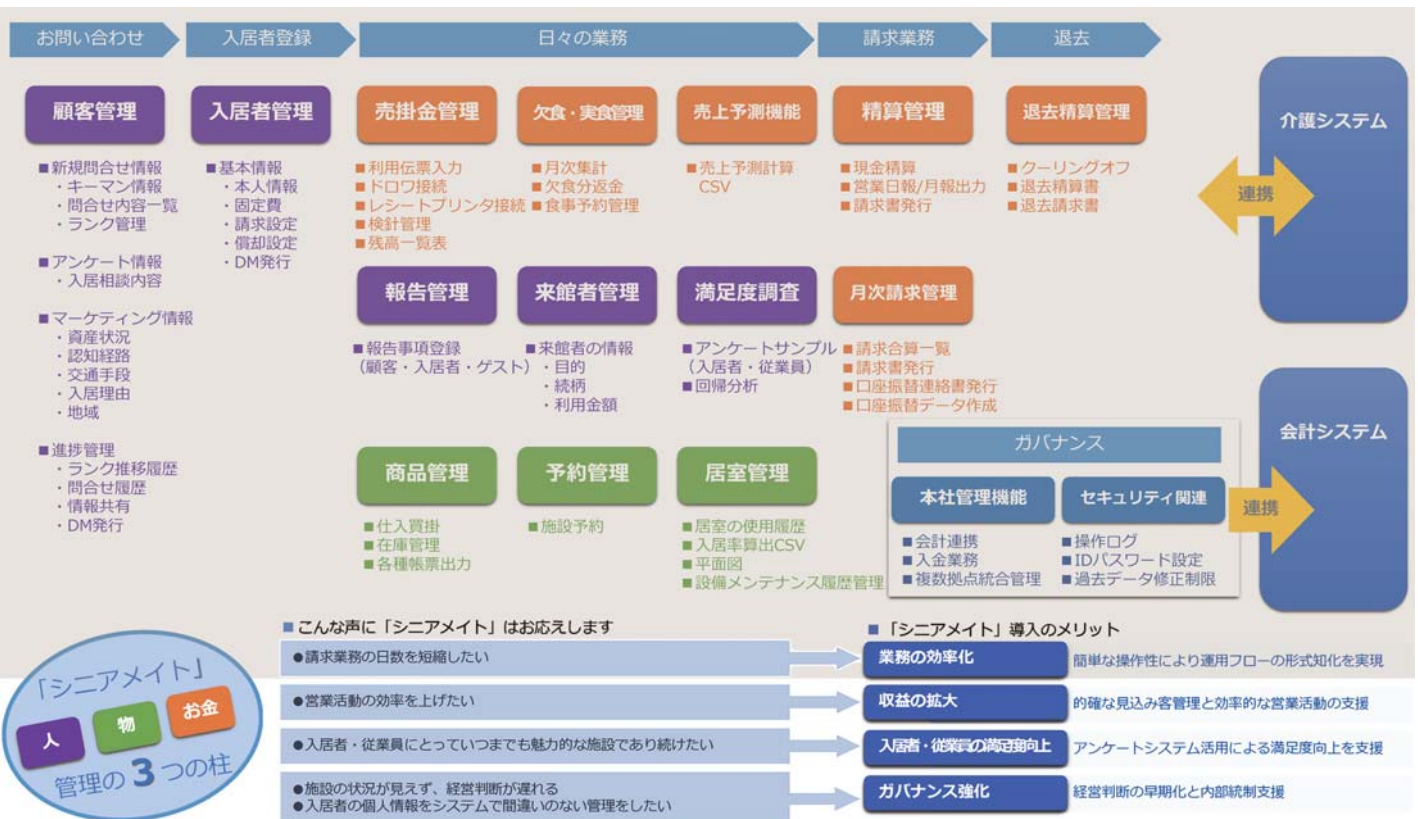 お問い合わせ
入居者登録
日々の業務
請求業務
退去
顧客管理
■新規問合せ情報
・キーマン情報
・問合せ内容一覧
・ランク管理
■アンケート情報
・入居相談内容
■マーケティング情報
・資産状況
・認知経路
・交通手段
・入居理由
・地域
■進捗管理
・ランク推移履歴
・問合せ履歴
・情報共有
・DM発行
入居者管理
■基本情報
・本人情報
・固定費
・請求設定
・償却設定
・DM発行
売掛金管理
■利用伝票入力
■ドロワ接続
■レシートプリンタ接続
■検針管理
■残高一覧表
欠食・実食管理
■月次集計
■欠食分返金
■食事予約管理
売上予測機能
■売上予測計算
CSV
精算管理
■現金精算
■営業日報/月報出力
■請求書発行
退去精算管理
■クーリングオフ
■退去精算書
■退去請求書
報告管理
■報告事項登録
(顧客・入居者・ゲスト)
来館者管理
■来館者の情報
・目的
・続柄
・利用金額
満足度調査
■アンケートサンプル
(入居者・従業員)
■回帰分析
月次請求管理
■請求合算一覧
■請求書発行
■口座振替連絡書発行
■口座振替データ作成
商品管理
■仕入買掛
■在庫管理
■各種帳票出力
予約管理
■施設予約
居室管理
■居室の使用履歴
■入居率算出CSV
■平面図
■設備メンテナンス履歴管理
ガバナンス
本社管理機能
■会計連携
■入金業務
■複数拠点統合管理
セキュリティ関連
■操作ログ
■IDパスワード設定
■過去データ修正制限
介護システム
連携
会計システム
連携
「シニアメイト」
人
物
お金
管理の3つの柱
■こんな声に「シニアメイト」はお応えします
●請求業務の日数を短縮したい
●営業活動の効率を上げたい
●入居者・従業員にとっていつまでも魅力的な施設であり続けたい
●施設の状況が見えず、経営判断が遅れる
●入居者の個人情報をシステムで間違いのない管理をしたい
■「シニアメイト」導入のメリット
業務の効率化
簡単な操作性により運用フローの形式知化を実現
収益の拡大
的確な見込み客管理と効率的な営業活動の支援
入居者・従業員の満足度向上
アンケートシステム活用による満足度向上を支援
ガバナンス強化
経営判断の早期化と内部統制支援